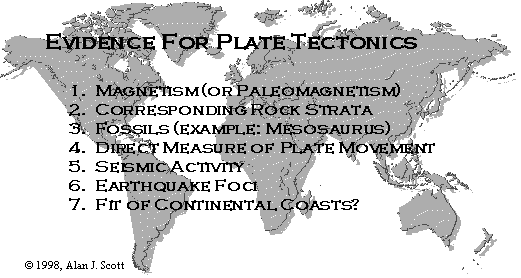 Evidence For Plate Tectonics
1. Magnetism (or Paleomagnetism)
2. Corresponding Rock Strata
3. Fossils (example: Mesosaurus)
4. Direct Measure of Plate Movement
5. Seismic Activity
6. Earthquake Foci
7. Fit of Continental Coasts?
© 1998, Alan J. Scott